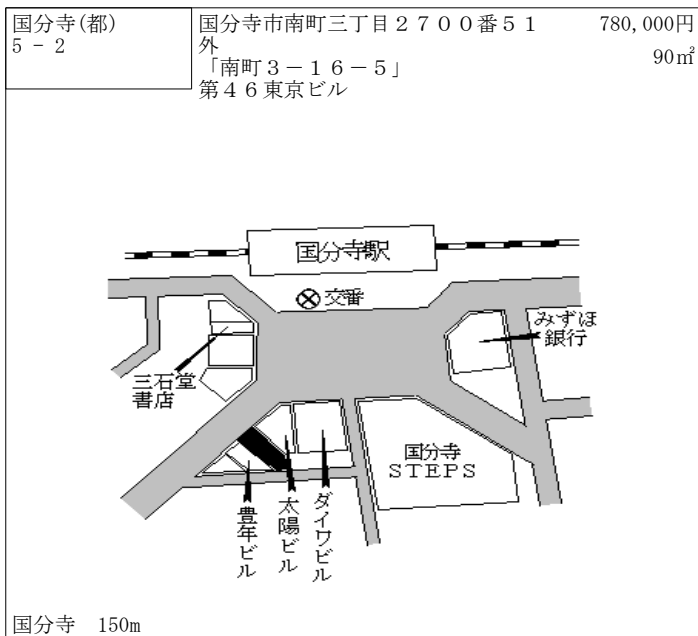 国分寺(都)
5 - 2
国分寺市南町三丁目２７００番５１
外
「南町３－１６－５」
第４６東京ビル
780,000円
90㎡
国分寺駅
交番
みずほ
銀行
三石堂
書店
国分寺
ＳＴＥＰＳ
豊年ビル
太陽ビル
ダイワビル
国分寺　150m